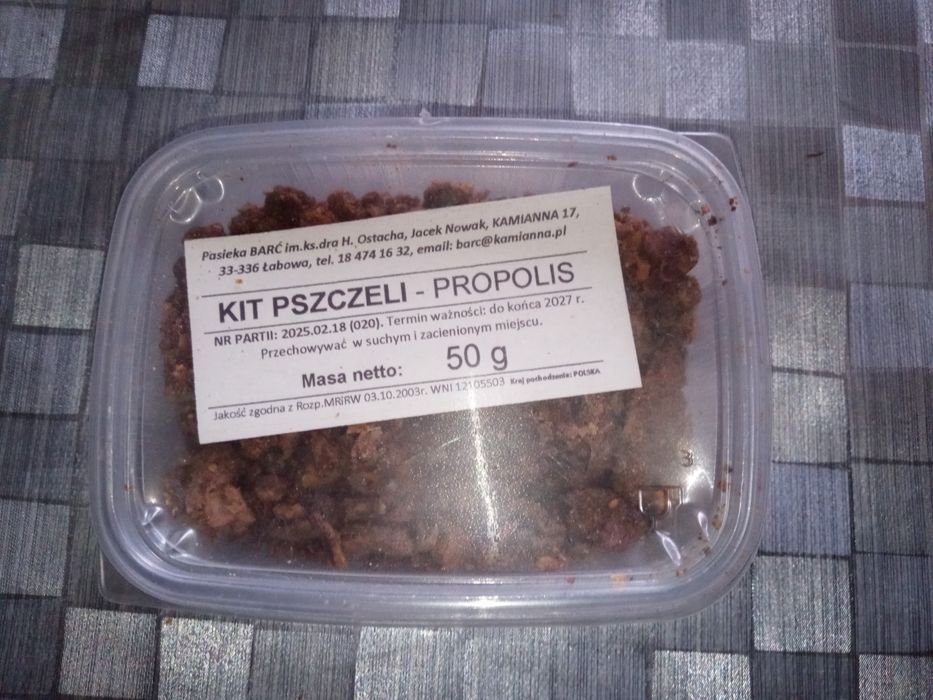 Pasieka BARĆ im.ks.dra H. Ostacha, Jacek Nowak, KAMIANNA 17,
33-336 Łabowa, tel. 18 474 16 32, email: barc@kamianna.pl
KIT PSZCZELI - PROPOLIS
NR PARTII: 2025.02.18 (020). Termin ważności: do końca 2027 r.
Przechowywać w suchym i zacienionym miejscu.
Masa netto: 50 g
Jakość zgodna z Rozp.MRiRW 03.10.2003r. WNI 12105503 Kraj pochodzenia: POLSKA
3